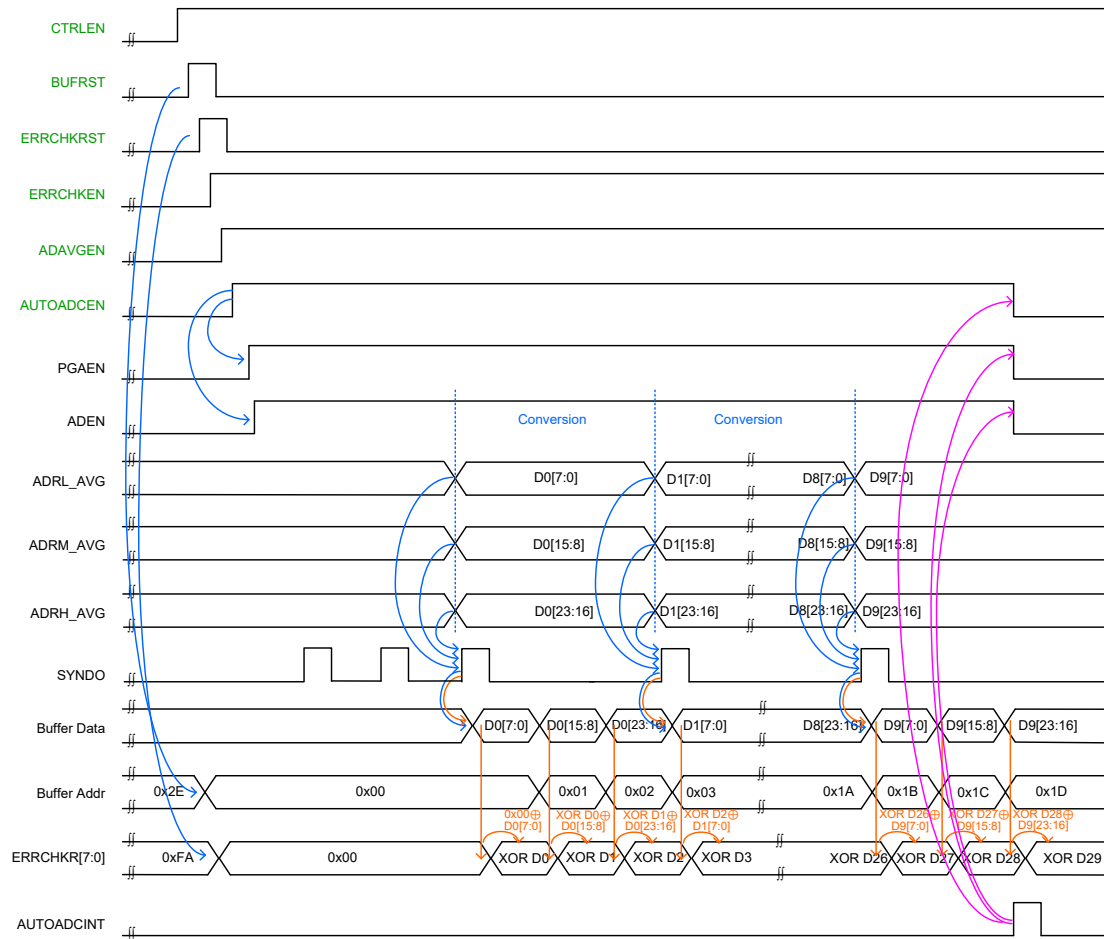 CTRLEN
BUFRST
ERRCHKRST
ERRCHKEN
ADAVGEN
AUTOADCEN
PGAEN
ADEN
Conversion Conversion
ADRL_AVG D0[7:0] D1[7:0] D8[7:0] D9[7:0]
ADRM_AVG D0[15:8] D1[15:8] D8[15:8] D9[15:8]
ADRH_AVG D0[23:16] D1[23:16] D8[23:16] D9[23:16]
SYNDO
Buffer Data D0[7:0] D0[15:8] D0[23:16] D1[7:0] D8[23:16] D9[7:0] D9[15:8] D9[23:16]
Buffer Addr 0x2E 0x00 0x01 0x02 0x03 0x1A 0x1B 0x1C 0x1D
0x00⊕ XOR D0⊕ XOR D1⊕ XOR D2⊕ XOR D26⊕ XOR D27⊕ XOR D28⊕
D0[7:0] D0[15:8] D0[23:16] D1[7:0] D9[7:0] D9[15:8] D9[23:16]
ERRCHKR[7:0] 0xFA 0x00 XOR D0 XOR D1 XOR D2 XOR D3 XOR D26 XOR D27 XOR D28 XOR D29
AUTOADCINT